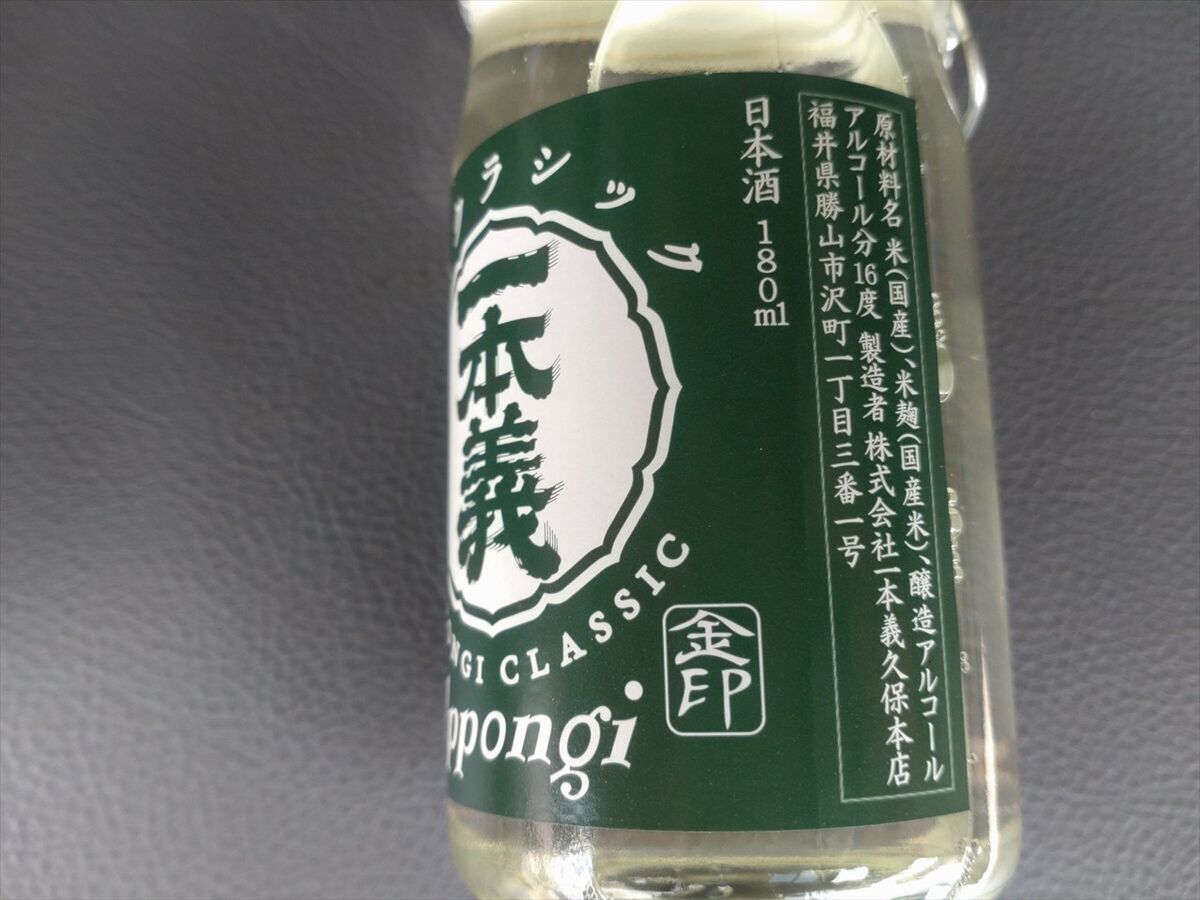 原材料名 米(国産)、米麹(国産米)、醸造アルコール
アルコール分16度 製造者 株式会社一本義久保本店
福井県勝山市沢町一丁目三番一号
日本酒 180ml
ラシック
一本義
NGI CLASSIC
ppongi
金印